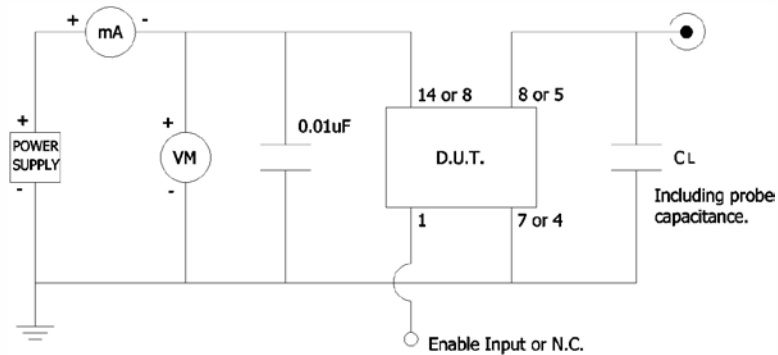 + mA -
+
POWER
SUPPLY
-
+
VM
-
0.01uF
14 or 8
8 or 5
D.U.T.
1
7 or 4
CL
Including probe
capacitance.
Enable Input or N.C.